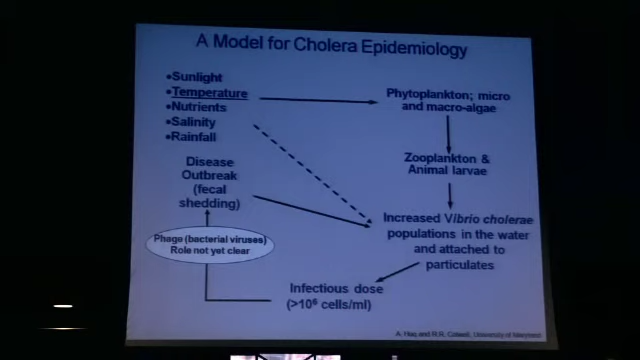 A Model for Cholera Epidemiology
•Sunlight
•Temperature
•Nutrients
•Salinity
•Rainfall
Phytoplankton; micro
and macro-algae
Zooplankton &
Animal larvae
Disease
Outbreak
(fecal
shedding)
Increased Vibrio cholerae
populations in the water
and attached to
particulates
Phage (bacterial viruses)
Role not yet clear
Infectious dose
(>10⁶ cells/ml)
A. Huq and R.R. Colwell, University of Maryland